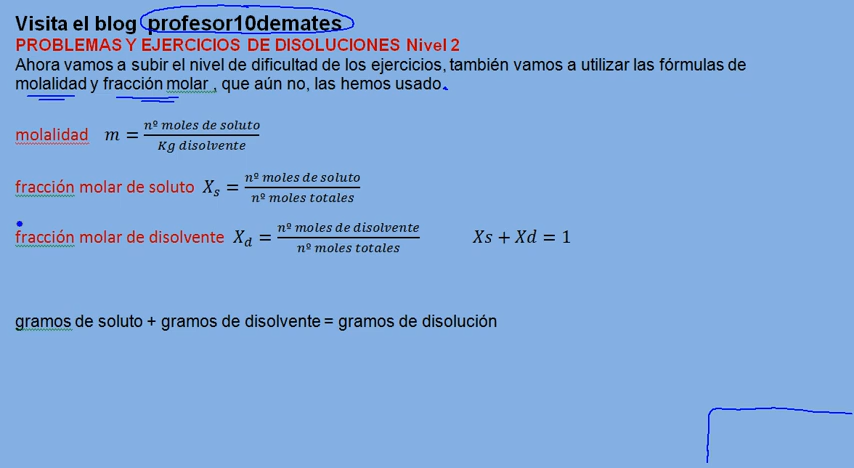 Visita el blog profesor10demates
PROBLEMAS Y EJERCICIOS DE DISOLUCIONES Nivel 2
Ahora vamos a subir el nivel de dificultad de los ejercicios, también vamos a utilizar las fórmulas de
molalidad y fracción molar , que aún no, las hemos usado.
molalidad m = nº moles de soluto / Kg disolvente
fracción molar de soluto Xs = nº moles de soluto / nº moles totales
fracción molar de disolvente Xd = nº moles de disolvente / nº moles totales Xs + Xd = 1
gramos de soluto + gramos de disolvente = gramos de disolución